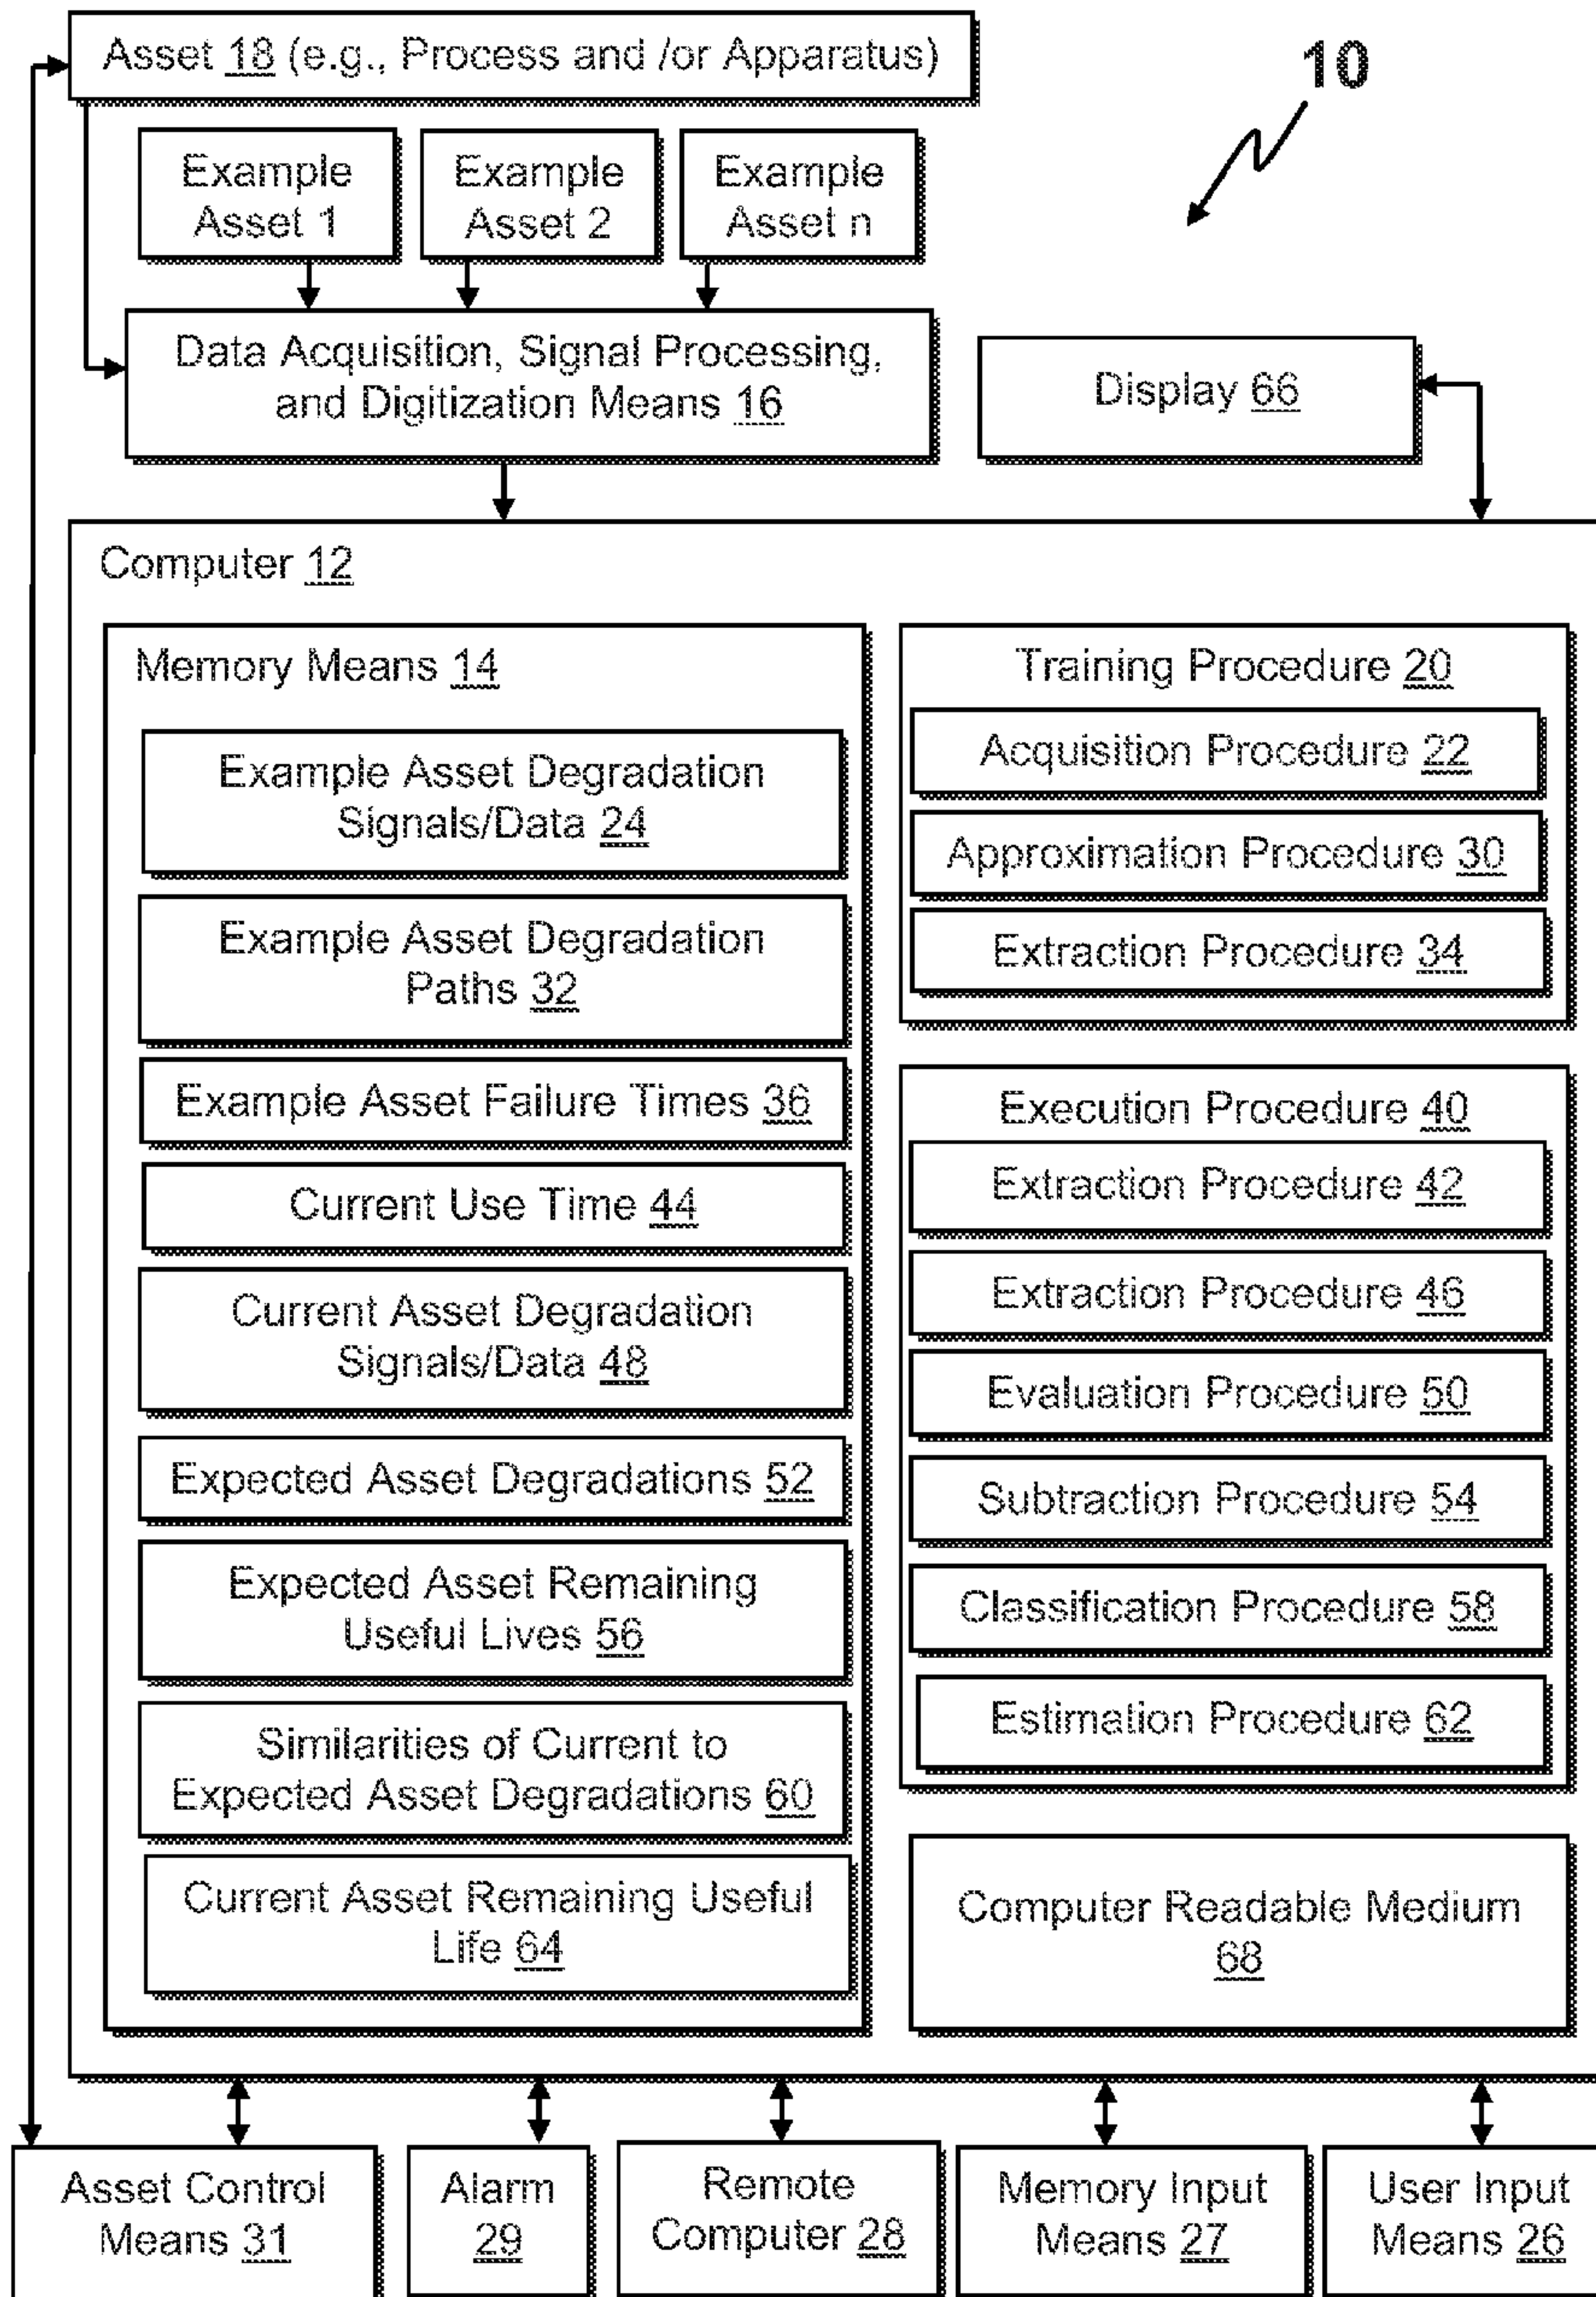 Asset 18 (e.g., Process and /or Apparatus)
10
Example
Asset 1
Example
Asset 2
Example
Asset n
Data Acquisition, Signal Processing,
and Digitization Means 16
Display 66
Computer 12
Memory Means 14
Example Asset Degradation
Signals/Data 24
Example Asset Degradation
Paths 32
Example Asset Failure Times 36
Current Use Time 44
Current Asset Degradation
Signals/Data 48
Expected Asset Degradations 52
Expected Asset Remaining
Useful Lives 56
Similarities of Current to
Expected Asset Degradations 60
Current Asset Remaining Useful
Life 64
Training Procedure 20
Acquisition Procedure 22
Approximation Procedure 30
Extraction Procedure 34
Execution Procedure 40
Extraction Procedure 42
Extraction Procedure 46
Evaluation Procedure 50
Subtraction Procedure 54
Classification Procedure 58
Estimation Procedure 62
Computer Readable Medium
68
Asset Control
Means 31
Alarm
29
Remote
Computer 28
Memory Input
Means 27
User Input
Means 26